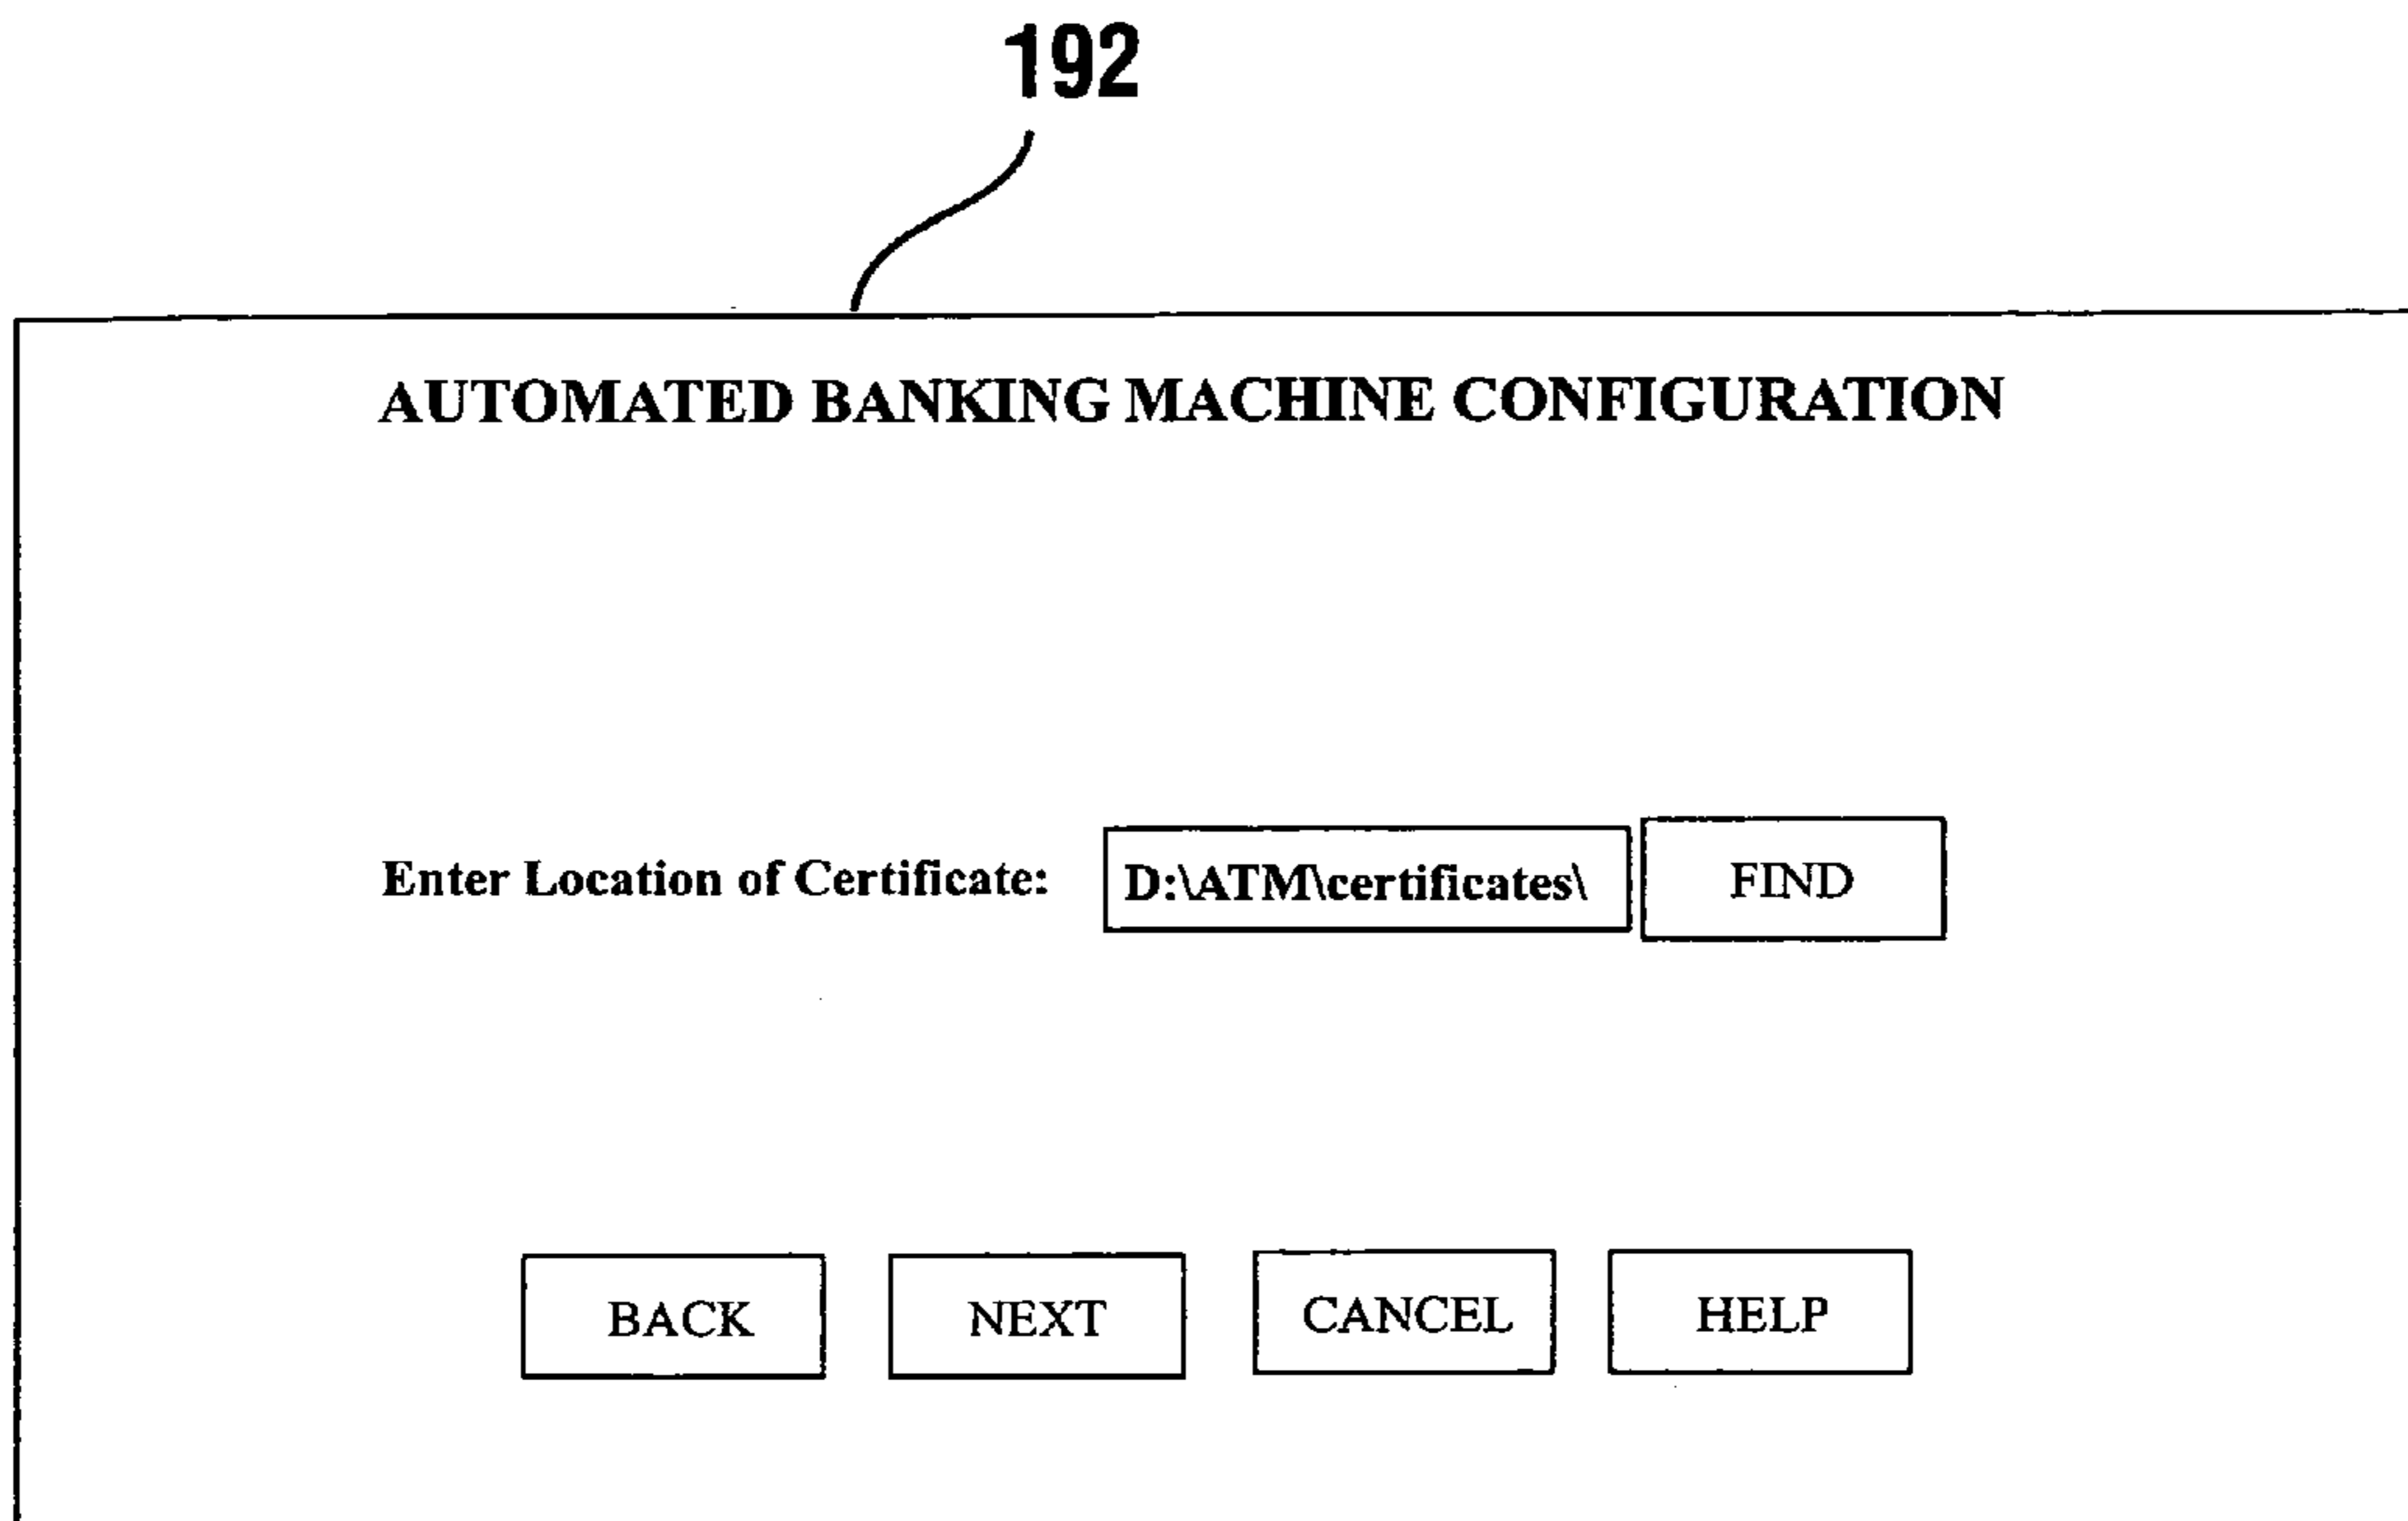 192
AUTOMATED BANKING MACHINE CONFIGURATION
Enter Location of Certificate: D:\ATM\certificates\ FIND
BACK NEXT CANCEL HELP